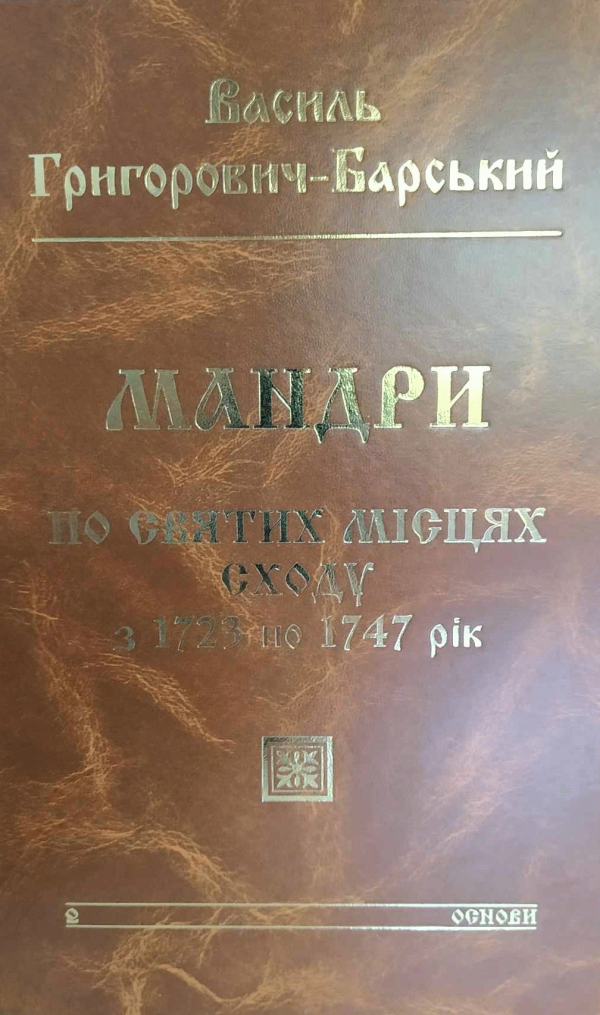 Василь
Григорович-Барський
МАНДРИ
ПО СВЯТИХ МІСЦЯХ
СХОДУ
з 1723 по 1747 рік
ОСНОВИ